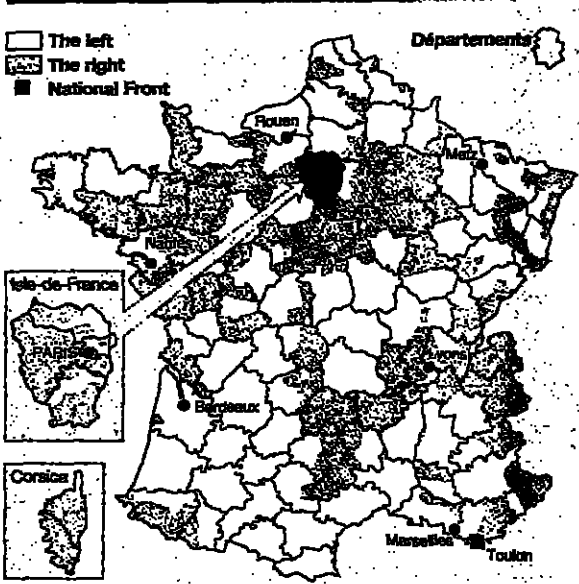 The left
The right
National Front
Départements
Rouen
Metz
Nantes
Isle-de-France
PARIS
Lyons
Bordeaux
Corsica
Marseilles
Toulon